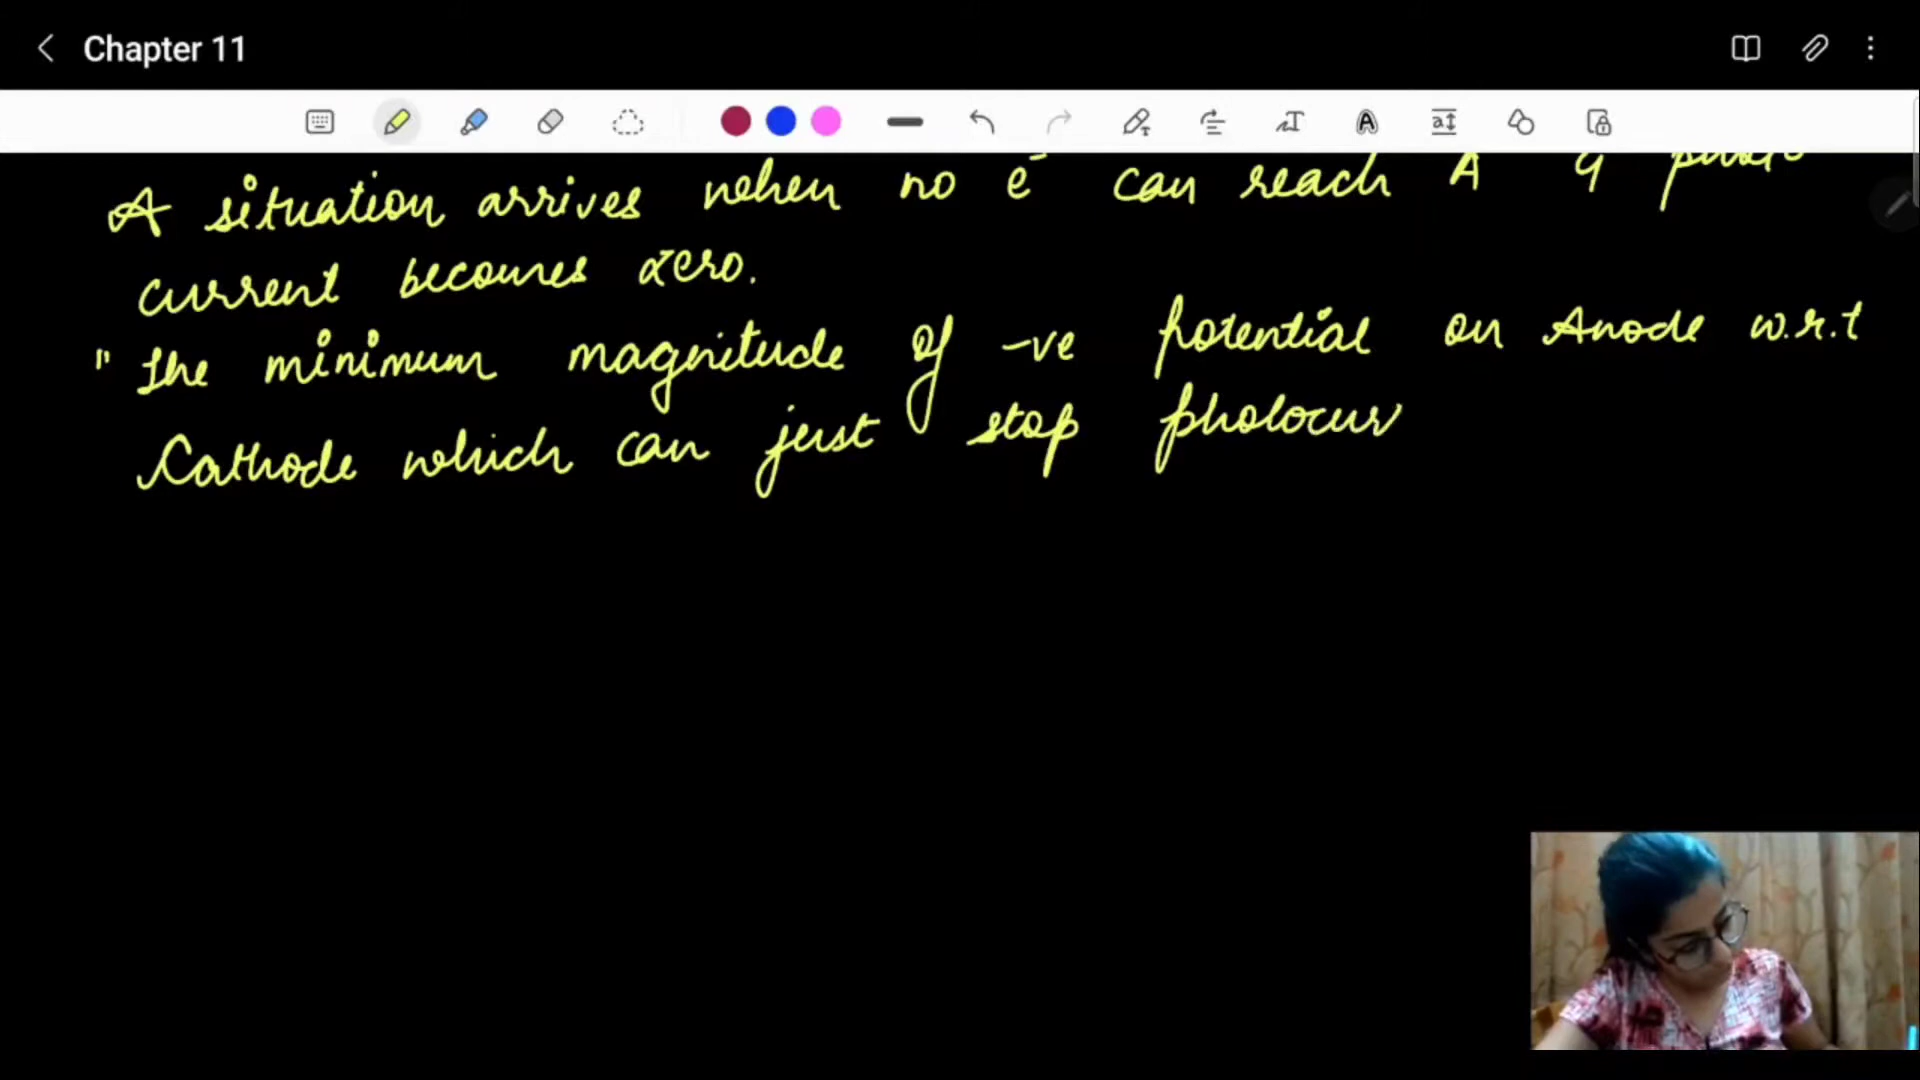 Chapter 11
A situation arrives when no e⁻ can reach A & photo
current becomes zero.
" The minimum magnitude of -ve potential on Anode w.r.t
Cathode which can just stop photocur